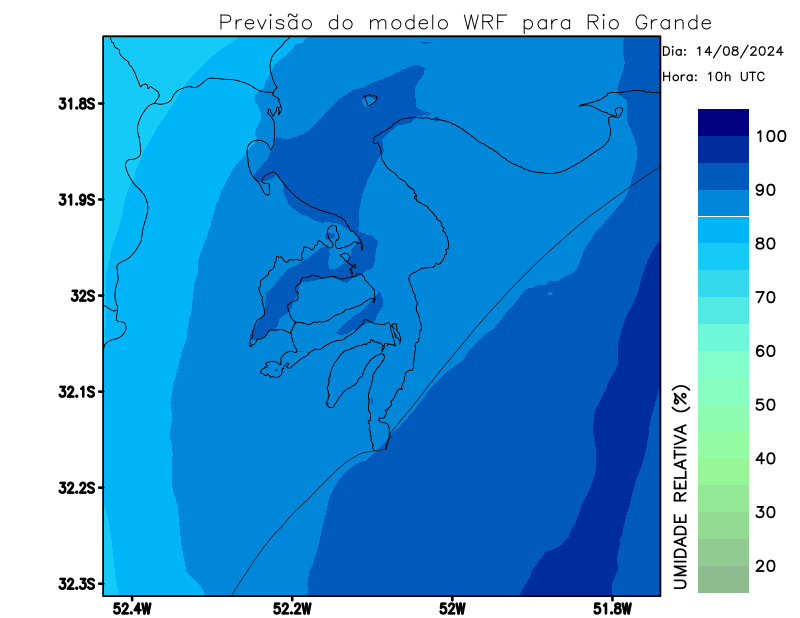 Previsão do modelo WRF para Rio Grande
Dia: 14/08/2024
Hora: 10h UTC
31.8S
31.9S
32S
32.1S
32.2S
32.3S
52.4W
52.2W
52W
51.8W
100
90
80
70
60
50
40
30
20
UMIDADE RELATIVA (%)